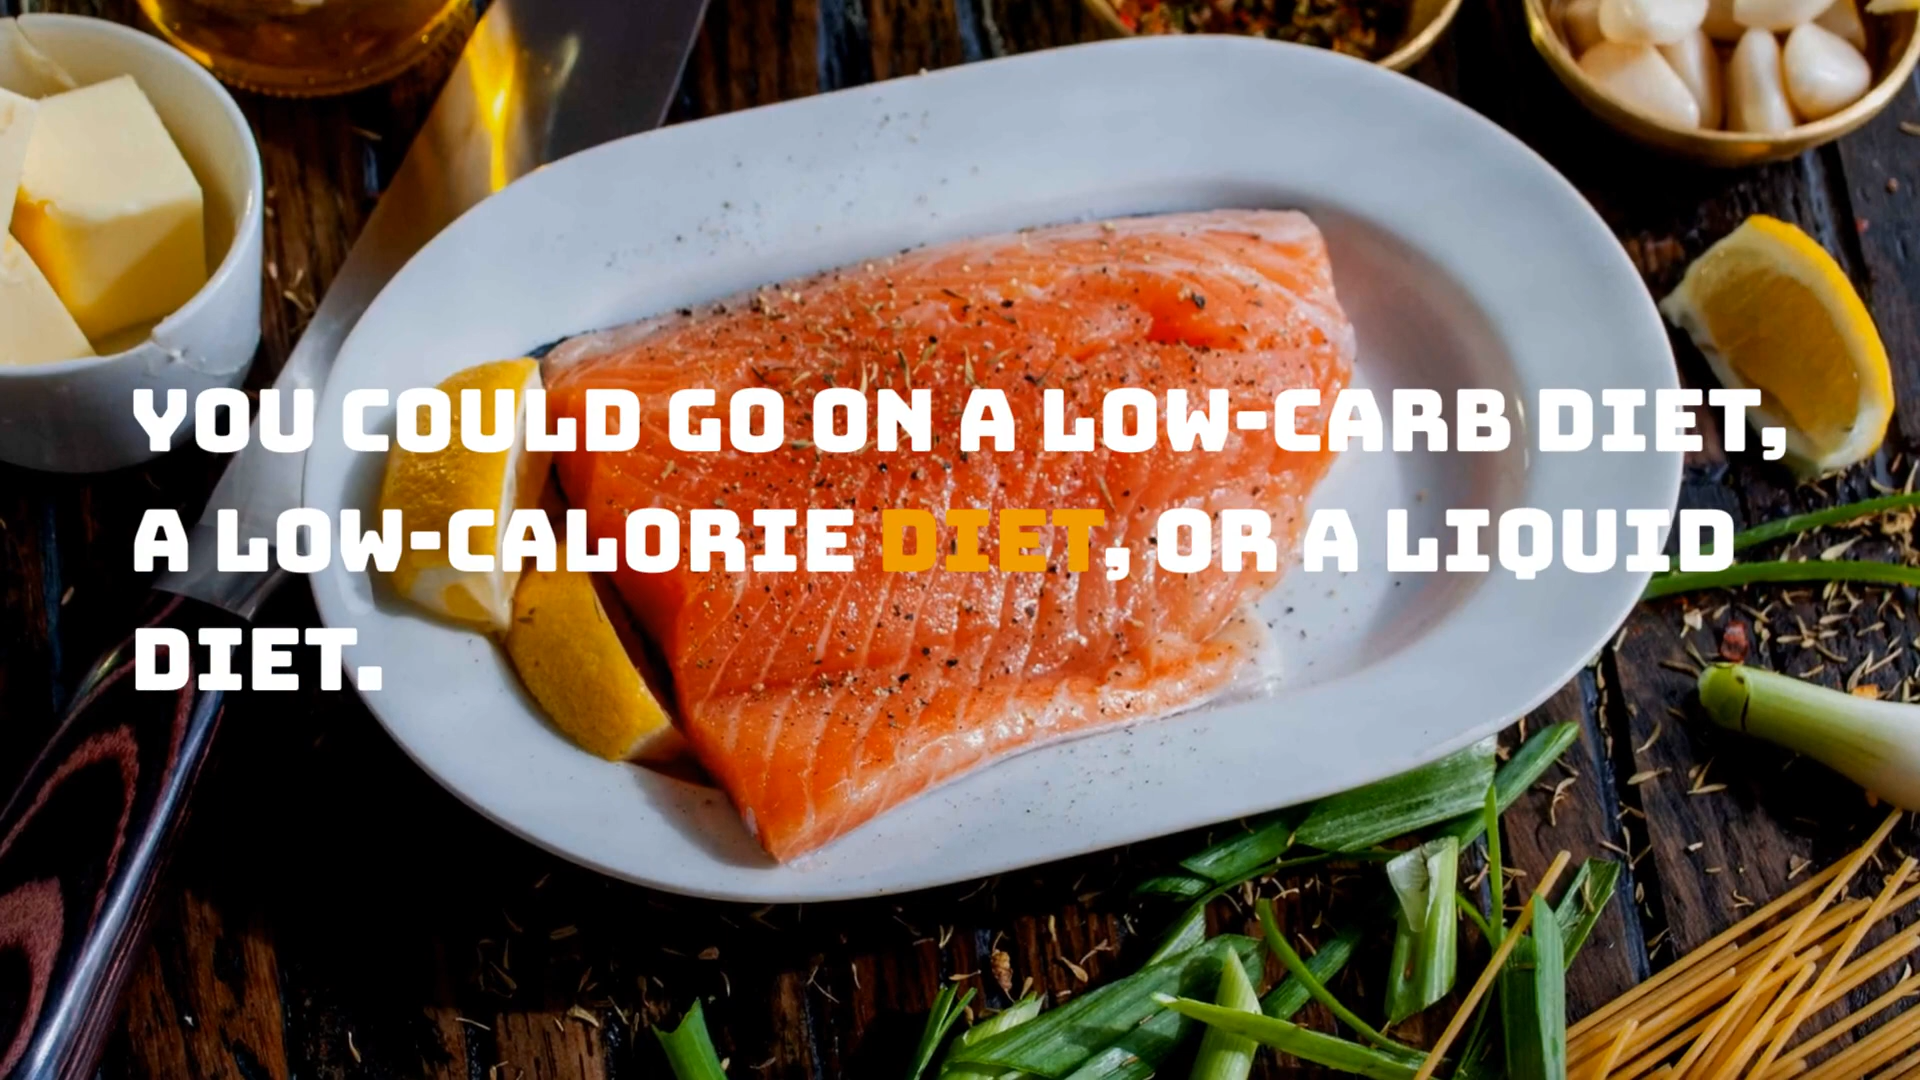 YOU COULD GO ON A LOW-CARB DIET,
A LOW-CALORIE DIET, OR A LIQUID
DIET.